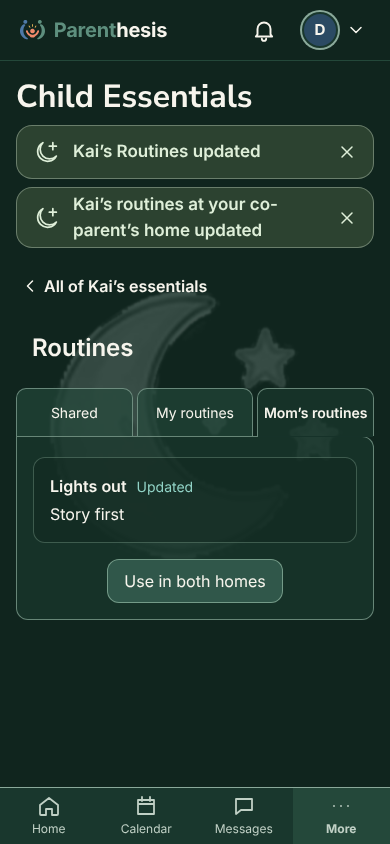 Parenthesis
D
Child Essentials
Kai’s Routines updated
Kai’s routines at your co-
parent’s home updated
All of Kai’s essentials
Routines
Shared
My routines
Mom’s routines
Lights out Updated
Story first
Use in both homes
Home
Calendar
Messages
More